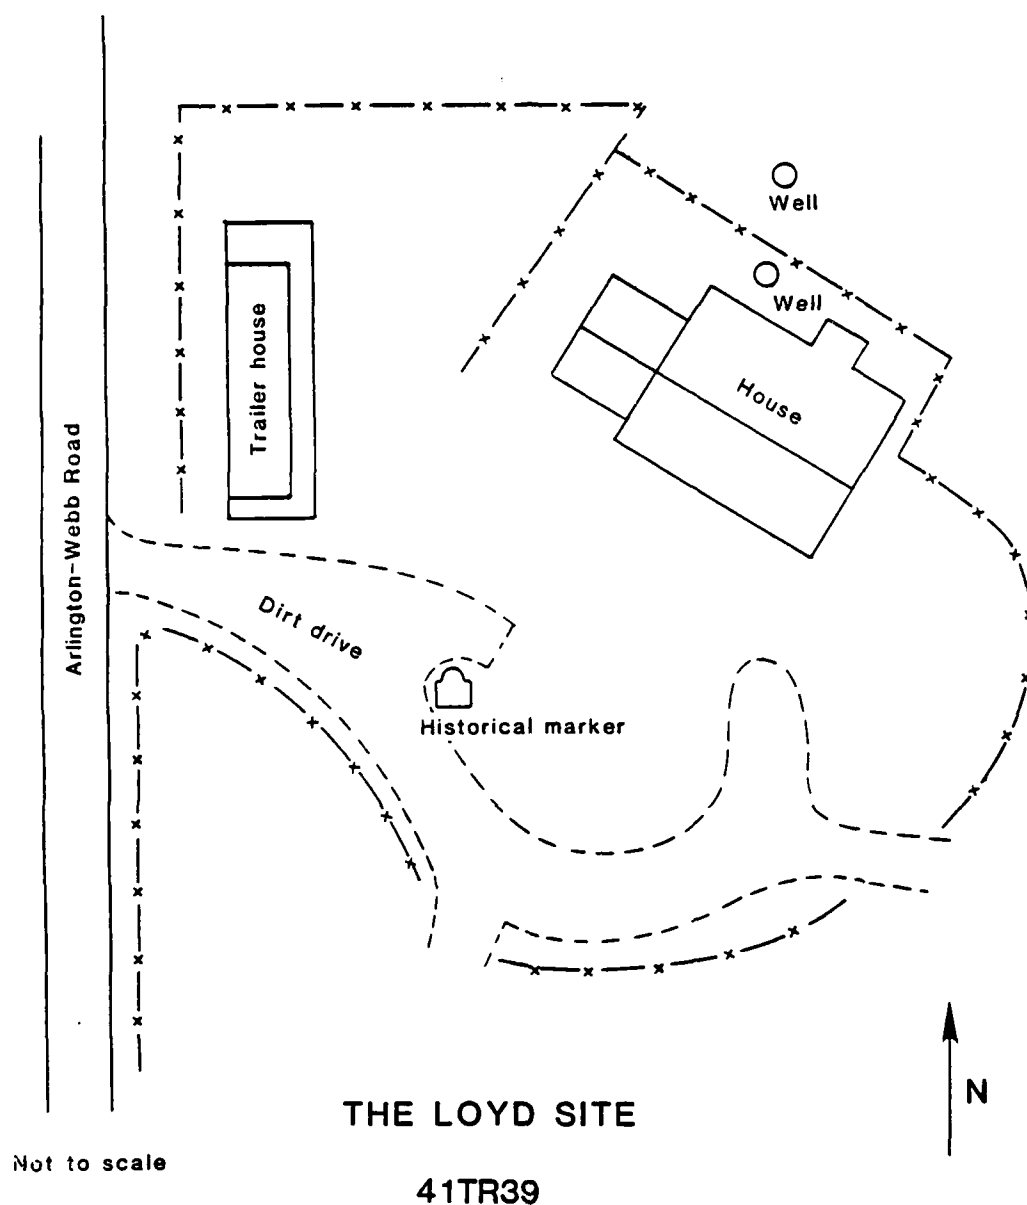 Well
Well
House
Trailer house
Arlington-Webb Road
Dirt drive
Historical marker
N
THE LOYD SITE
Not to scale
41TR39